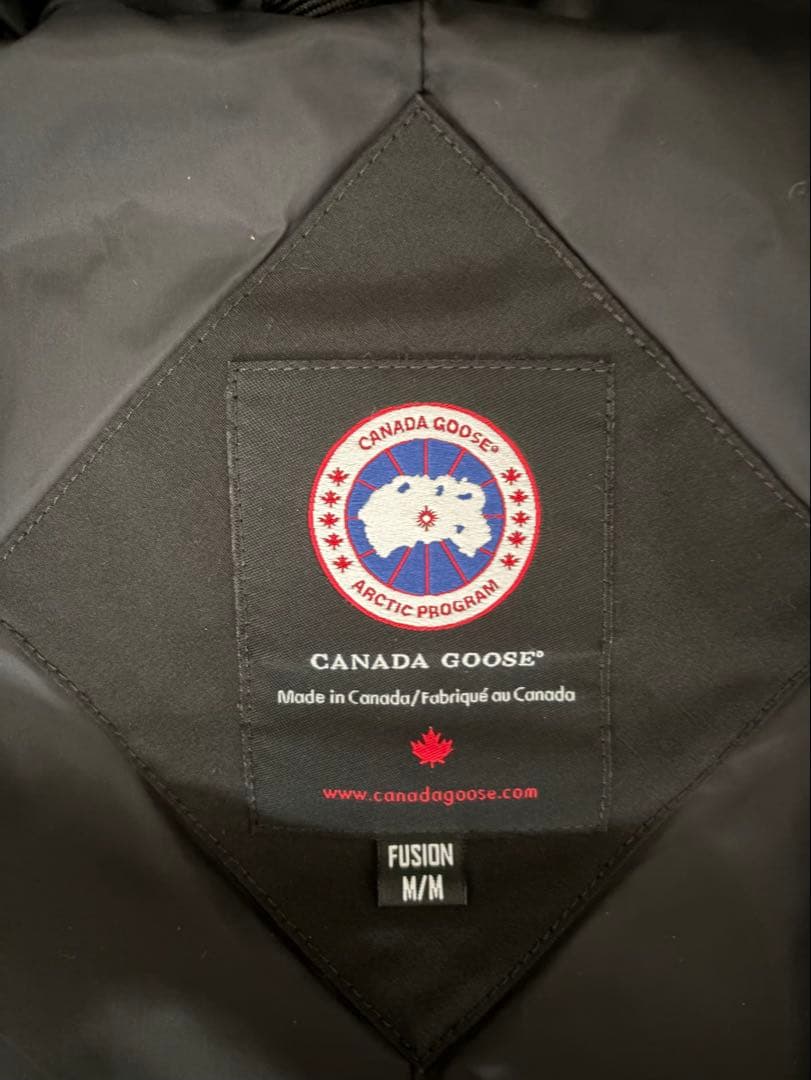 CANADA GOOSE®
ARCTIC PROGRAM
CANADA GOOSE®
Made in Canada/Fabriqué au Canada
www.canadagoose.com
FUSION
M/M